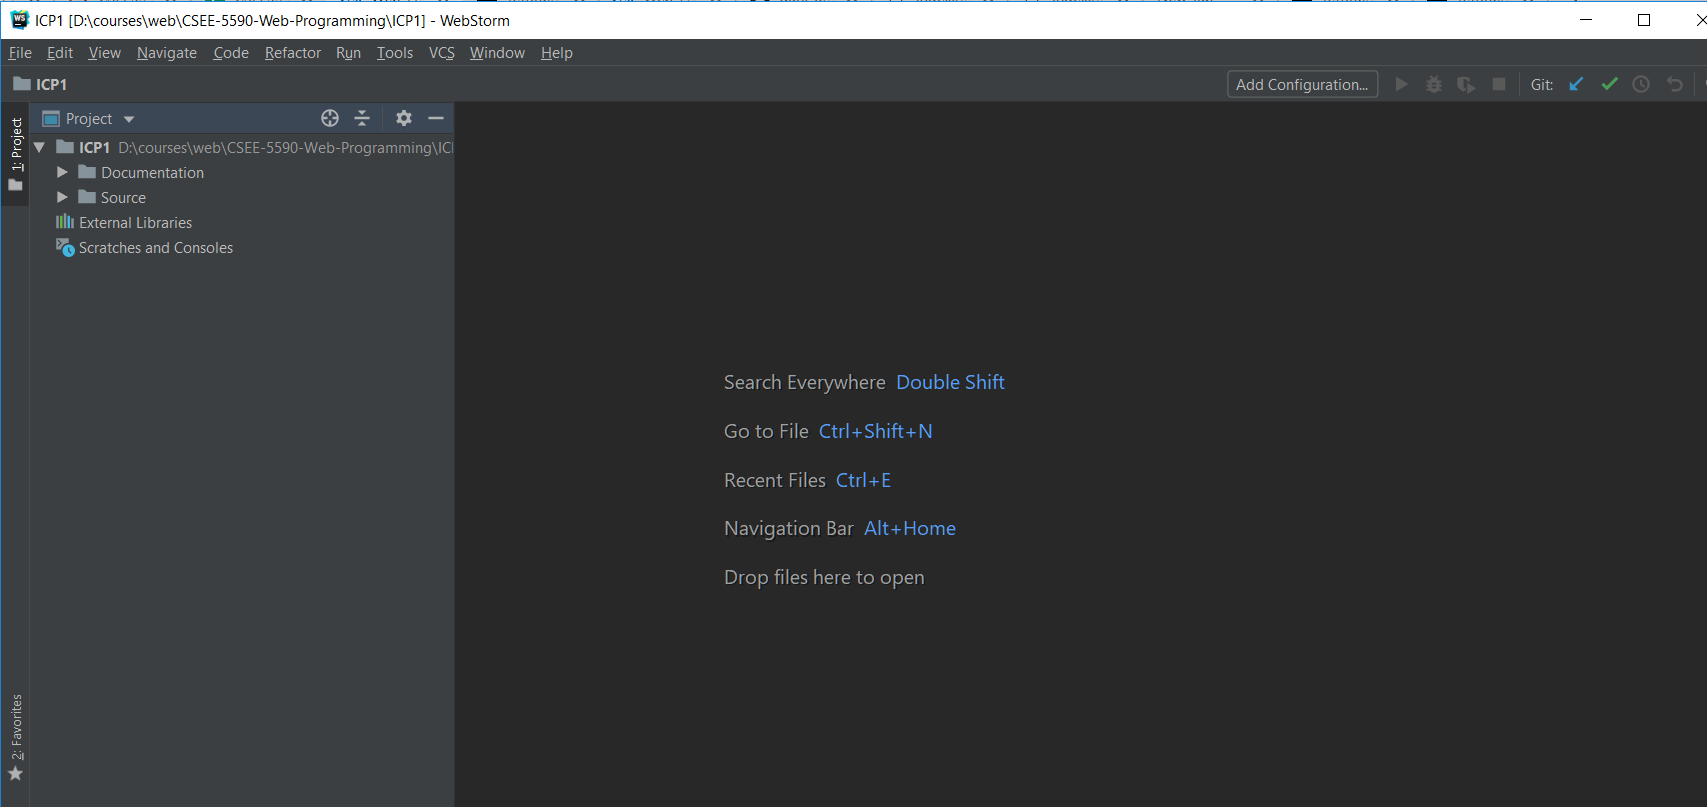 ICP1 [D:\courses\web\CSEE-5590-Web-Programming\ICP1] - WebStorm
File Edit View Navigate Code Refactor Run Tools VCS Window Help
ICP1 Add Configuration... Git:
1: Project
Project
ICP1 D:\courses\web\CSEE-5590-Web-Programming\IC
Documentation
Source
External Libraries
Scratches and Consoles
Search Everywhere Double Shift
Go to File Ctrl+Shift+N
Recent Files Ctrl+E
Navigation Bar Alt+Home
Drop files here to open
2: Favorites